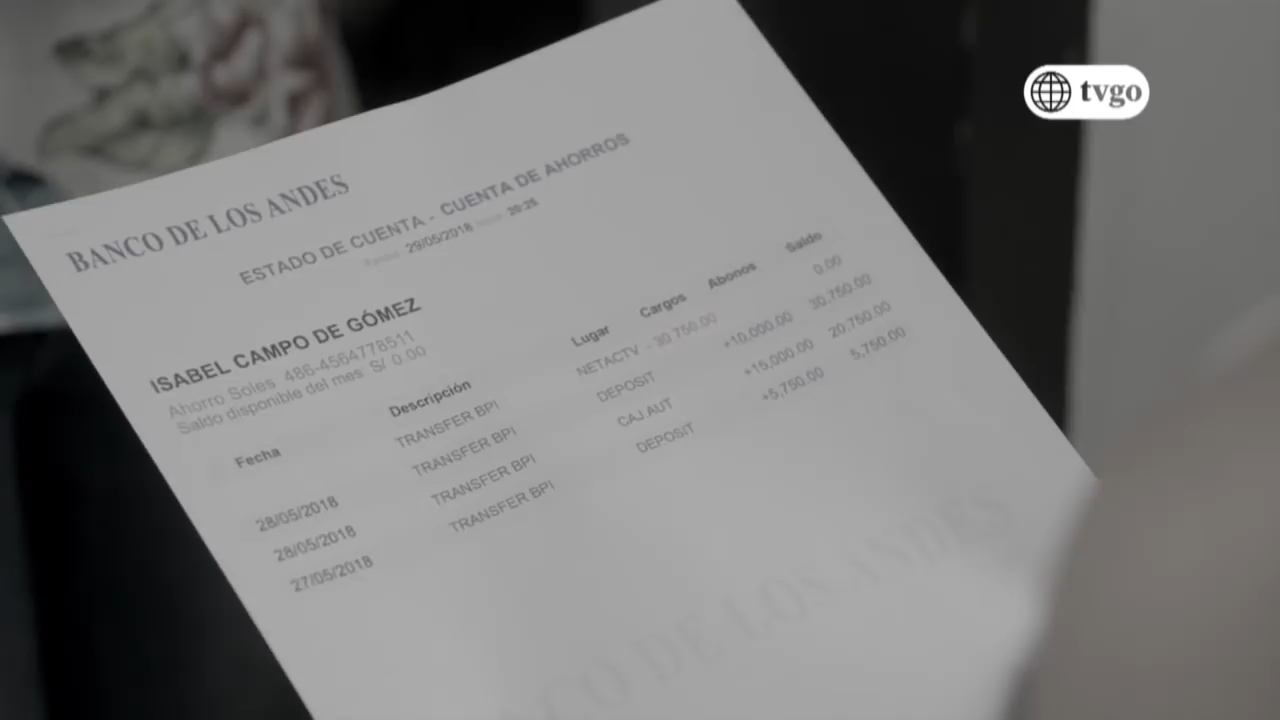 tvgo
BANCO DE LOS ANDES
ESTADO DE CUENTA - CUENTA DE AHORROS
29/05/2018 20:25
ISABEL CAMPO DE GÓMEZ
Ahorro Soles 486-4564778511
Saldo disponible del mes: S/ 0.00
Fecha Descripción Lugar Cargos Abonos Saldo
TRANSFER BPI NETACTV - 30,750.00 0.00
28/05/2018 TRANSFER BPI DEPOSIT +10,000.00 30,750.00
28/05/2018 TRANSFER BPI CAJ AUT +15,000.00 20,750.00
27/05/2018 TRANSFER BPI DEPOSIT +5,750.00 5,750.00
DE LOS ANDES